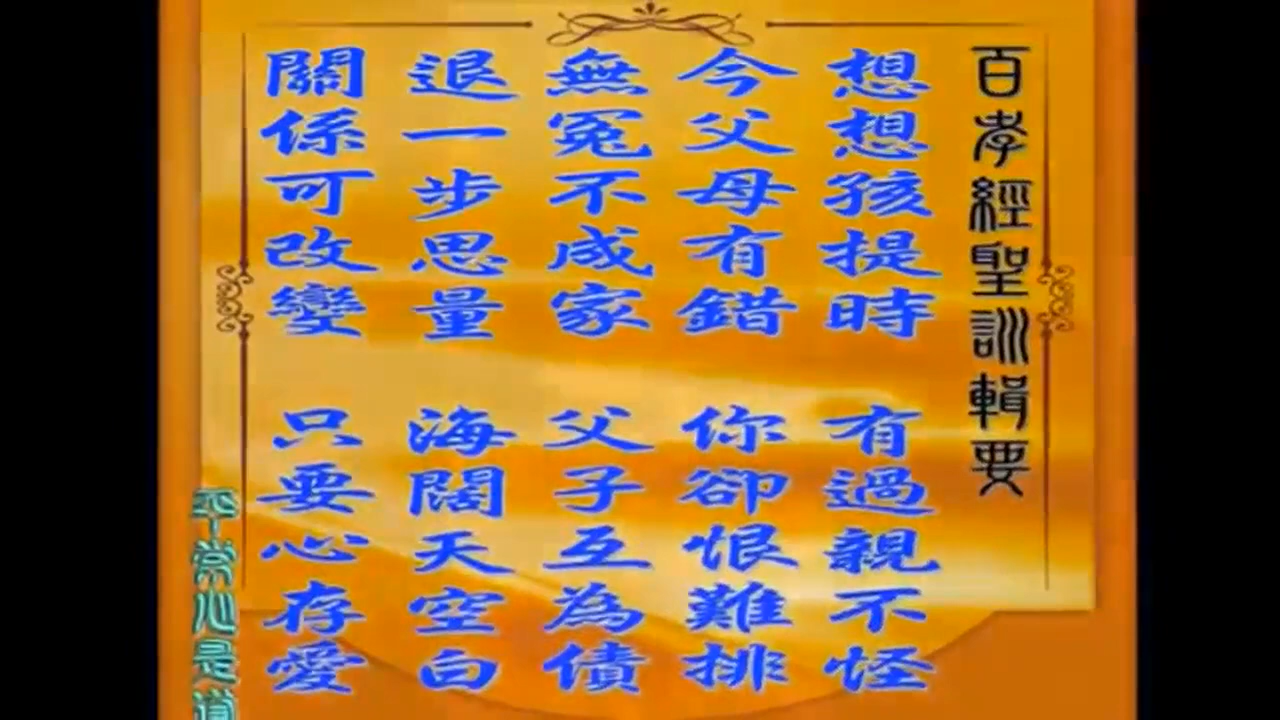 百孝經聖訓輯要
想想孩提時 有過親不怪
今父母有錯 你卻恨難排
無冤不成家 父子互為債
退一步思量 海闊天空白
關係可改變 只要心存愛
平常心是道